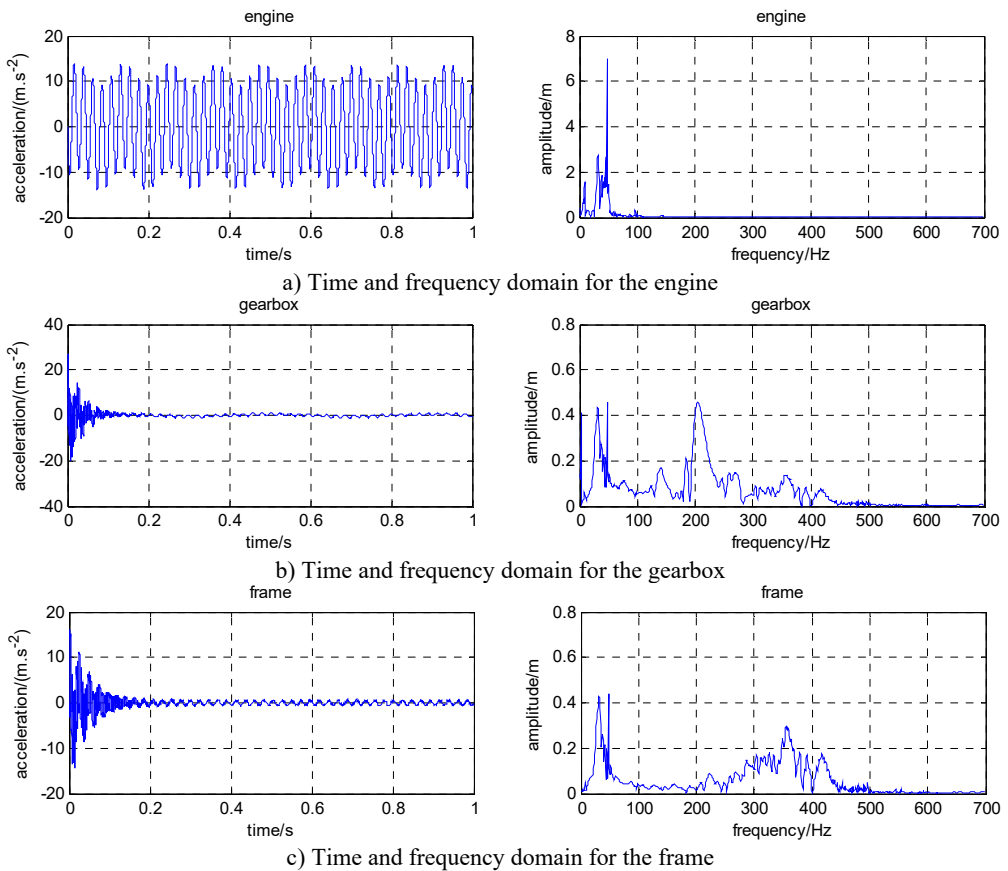 engine engine
20 8
10 6
0 4
-10 2
-20 0
acceleration/(m.s-2) amplitude/m
0 0.2 0.4 0.6 0.8 1 0 100 200 300 400 500 600 700
time/s frequency/Hz
a) Time and frequency domain for the engine
gearbox gearbox
40 0.8
20 0.6
0 0.4
-20 0.2
-40 0
acceleration/(m.s-2) amplitude/m
0 0.2 0.4 0.6 0.8 1 0 100 200 300 400 500 600 700
time/s frequency/Hz
b) Time and frequency domain for the gearbox
frame frame
20 0.8
10 0.6
0 0.4
-10 0.2
-20 0
acceleration/(m.s-2) amplitude/m
0 0.2 0.4 0.6 0.8 1 0 100 200 300 400 500 600 700
time/s frequency/Hz
c) Time and frequency domain for the frame